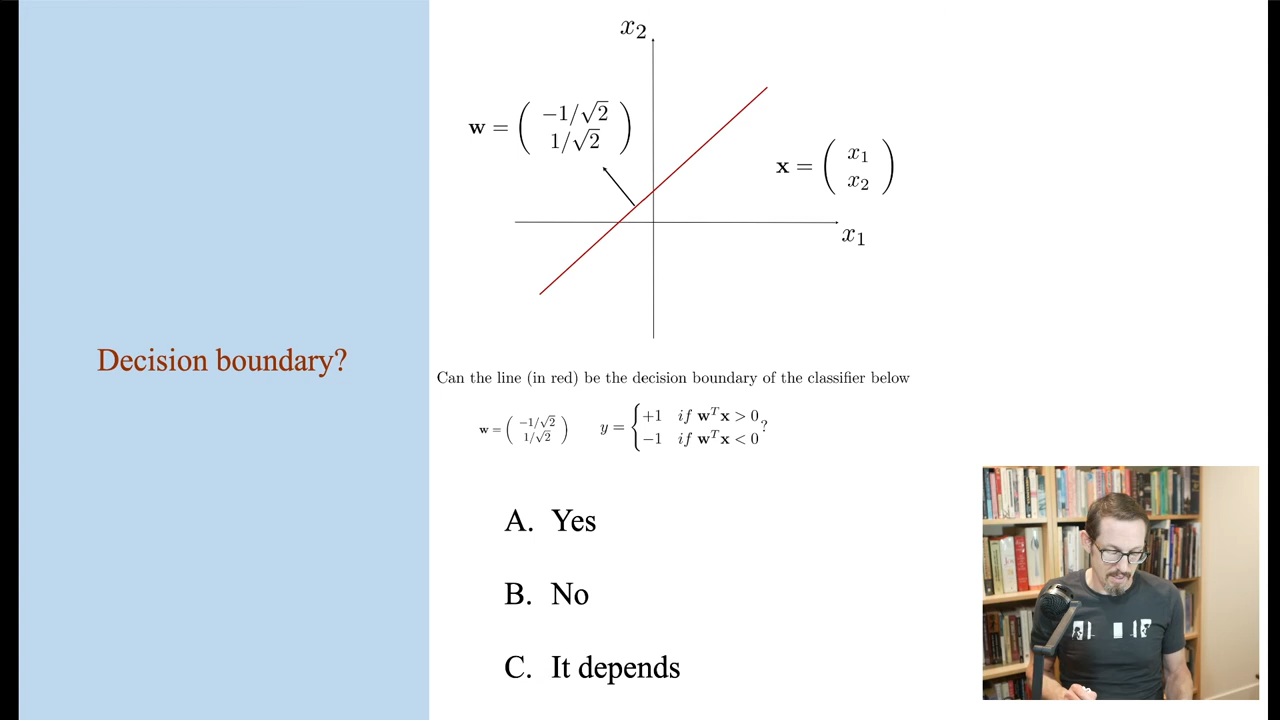 Decision boundary?
x₂
w = ( −1/√2
1/√2 )
x = ( x₁
x₂ )
x₁
Can the line (in red) be the decision boundary of the classifier below
w = ( −1/√2
1/√2 ) y = { +1 if wᵀx > 0
−1 if wᵀx < 0 ?
A. Yes
B. No
C. It depends